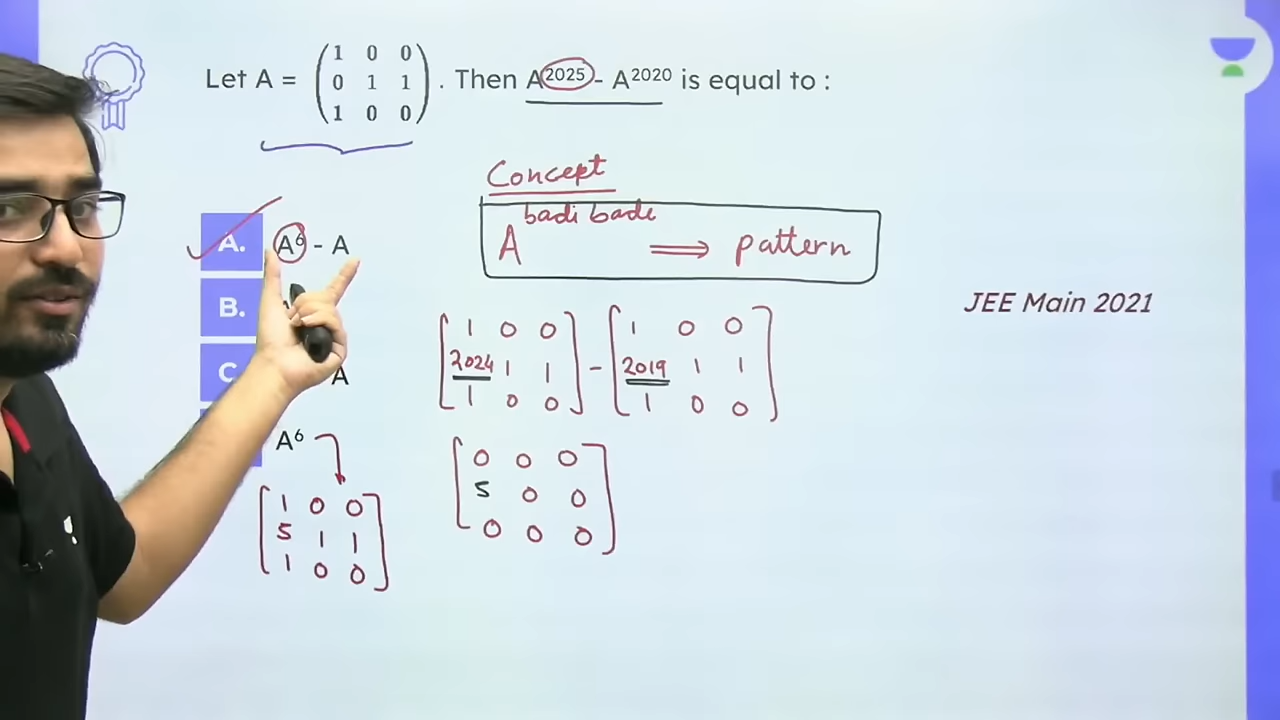 Let A = (1 0 0
0 1 1
1 0 0). Then A^2025 - A^2020 is equal to :
Concept
A^badi bade ⟹ pattern
A. A⁶ - A
B.
C A
A⁶
JEE Main 2021
[1 0 0
2024 1 1
1 0 0] - [1 0 0
2019 1 1
1 0 0]
[0 0 0
5 0 0
0 0 0]
[1 0 0
5 1 1
1 0 0]